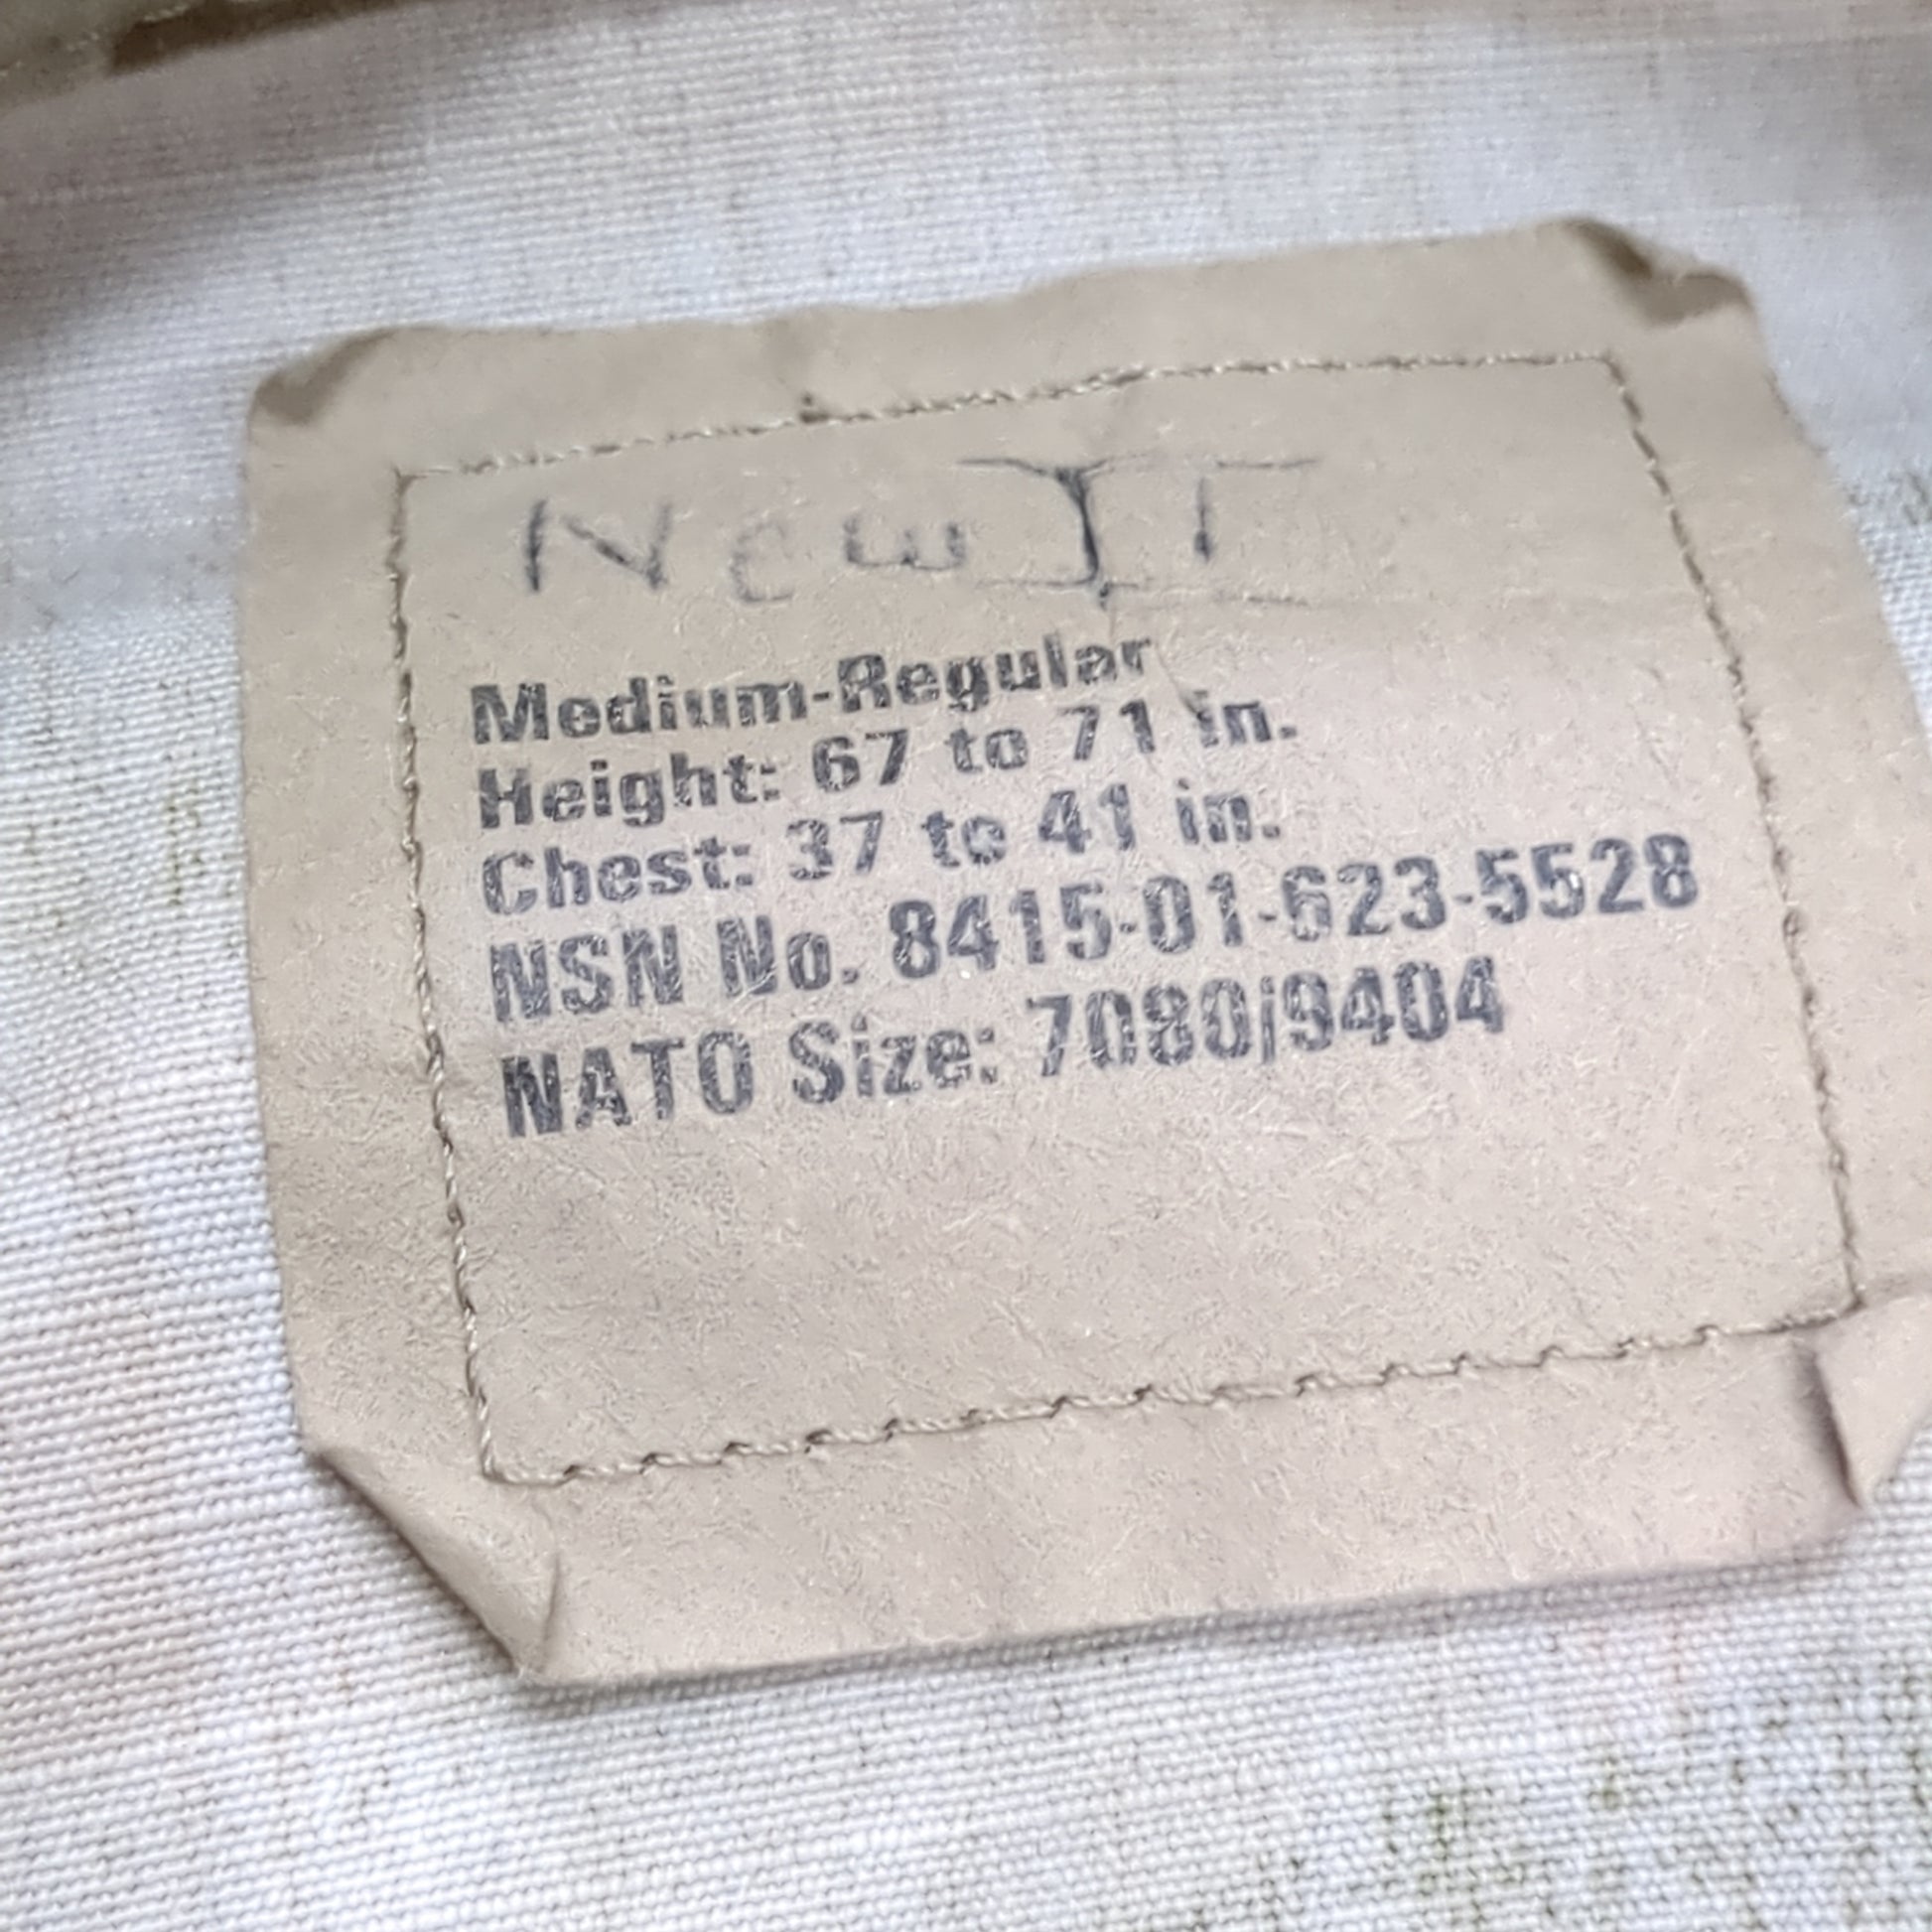 New IT
Medium-Regular
Height: 67 to 71 in.
Chest: 37 to 41 in.
NSN No. 8415-01-623-5528
NATO Size: 7080/9404